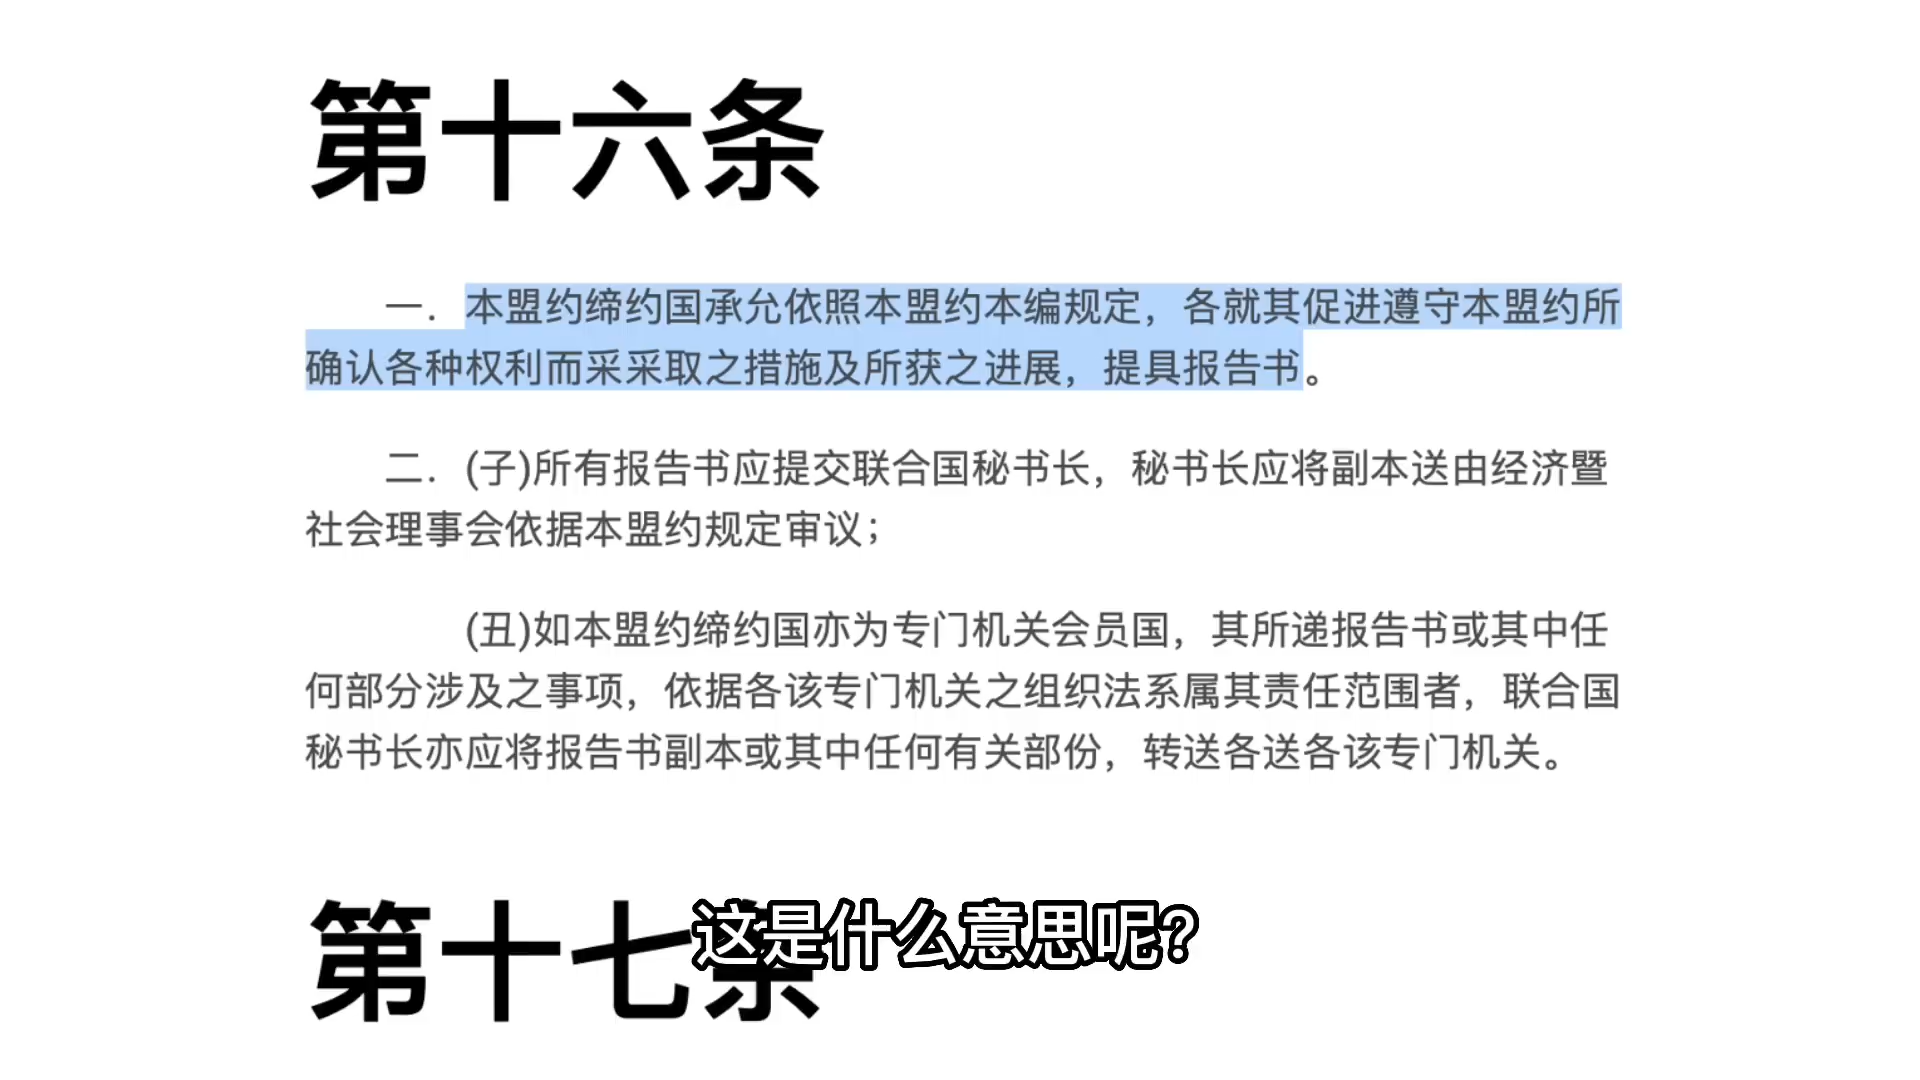 第十六条
一．本盟约缔约国承允依照本盟约本编规定，各就其促进遵守本盟约所
确认各种权利而采采取之措施及所获之进展，提具报告书。
二．(子)所有报告书应提交联合国秘书长，秘书长应将副本送由经济暨
社会理事会依据本盟约规定审议；
(丑)如本盟约缔约国亦为专门机关会员国，其所递报告书或其中任
何部分涉及之事项，依据各该专门机关之组织法系属其责任范围者，联合国
秘书长亦应将报告书副本或其中任何有关部份，转送各送各该专门机关。
第十七条
这是什么意思呢？